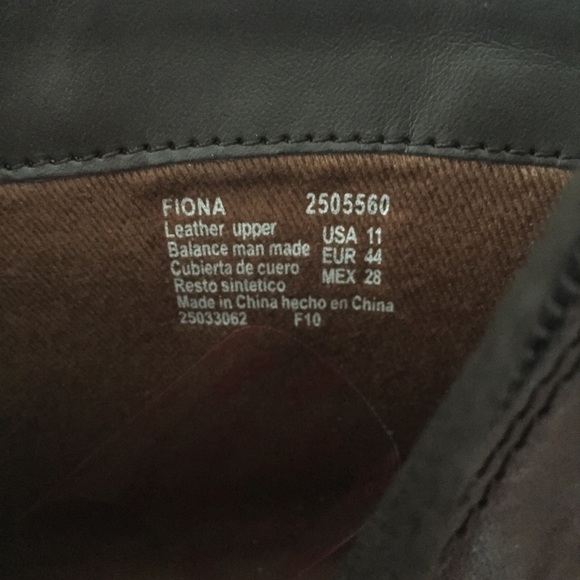 FIONA 2505560
Leather upper USA 11
Balance man made EUR 44
Cubierta de cuero MEX 28
Resto sintetico
Made in China hecho en China
25033062 F10